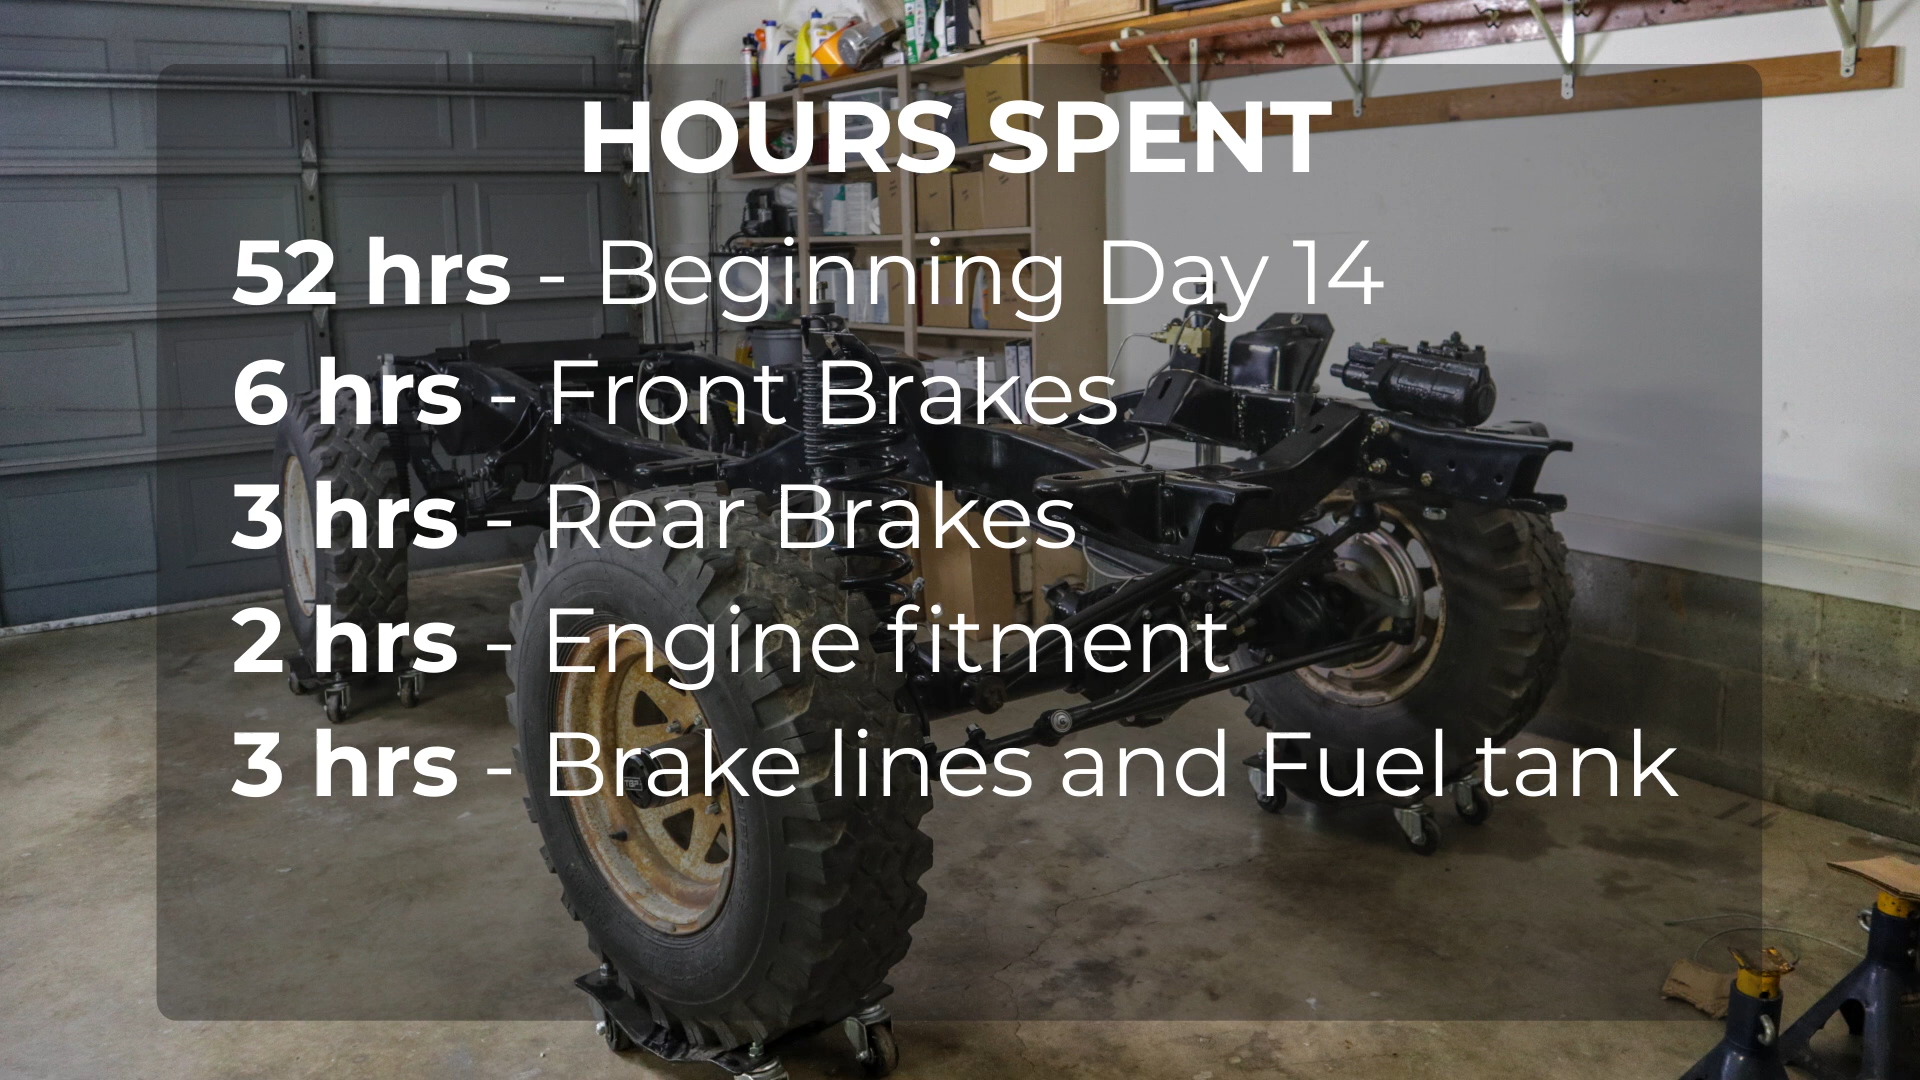 HOURS SPENT
52 hrs - Beginning Day 14
6 hrs - Front Brakes
3 hrs - Rear Brakes
2 hrs - Engine fitment
3 hrs - Brake lines and Fuel tank